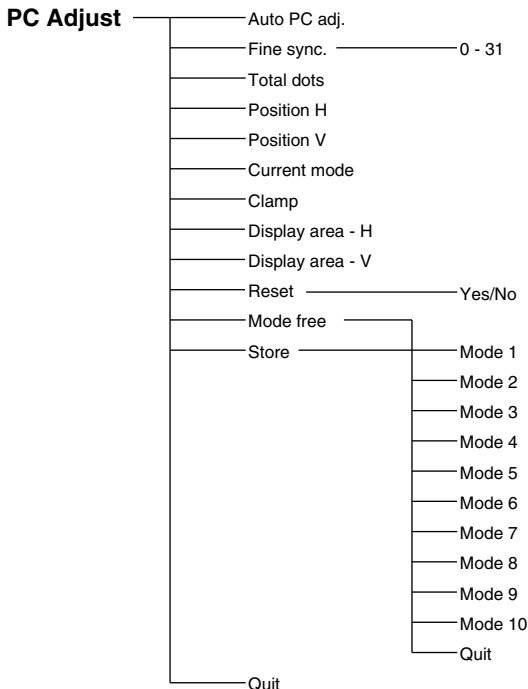 PC Adjust Auto PC adj.
Fine sync. 0 - 31
Total dots
Position H
Position V
Current mode
Clamp
Display area - H
Display area - V
Reset Yes/No
Mode free
Store Mode 1
Mode 2
Mode 3
Mode 4
Mode 5
Mode 6
Mode 7
Mode 8
Mode 9
Mode 10
Quit
Quit